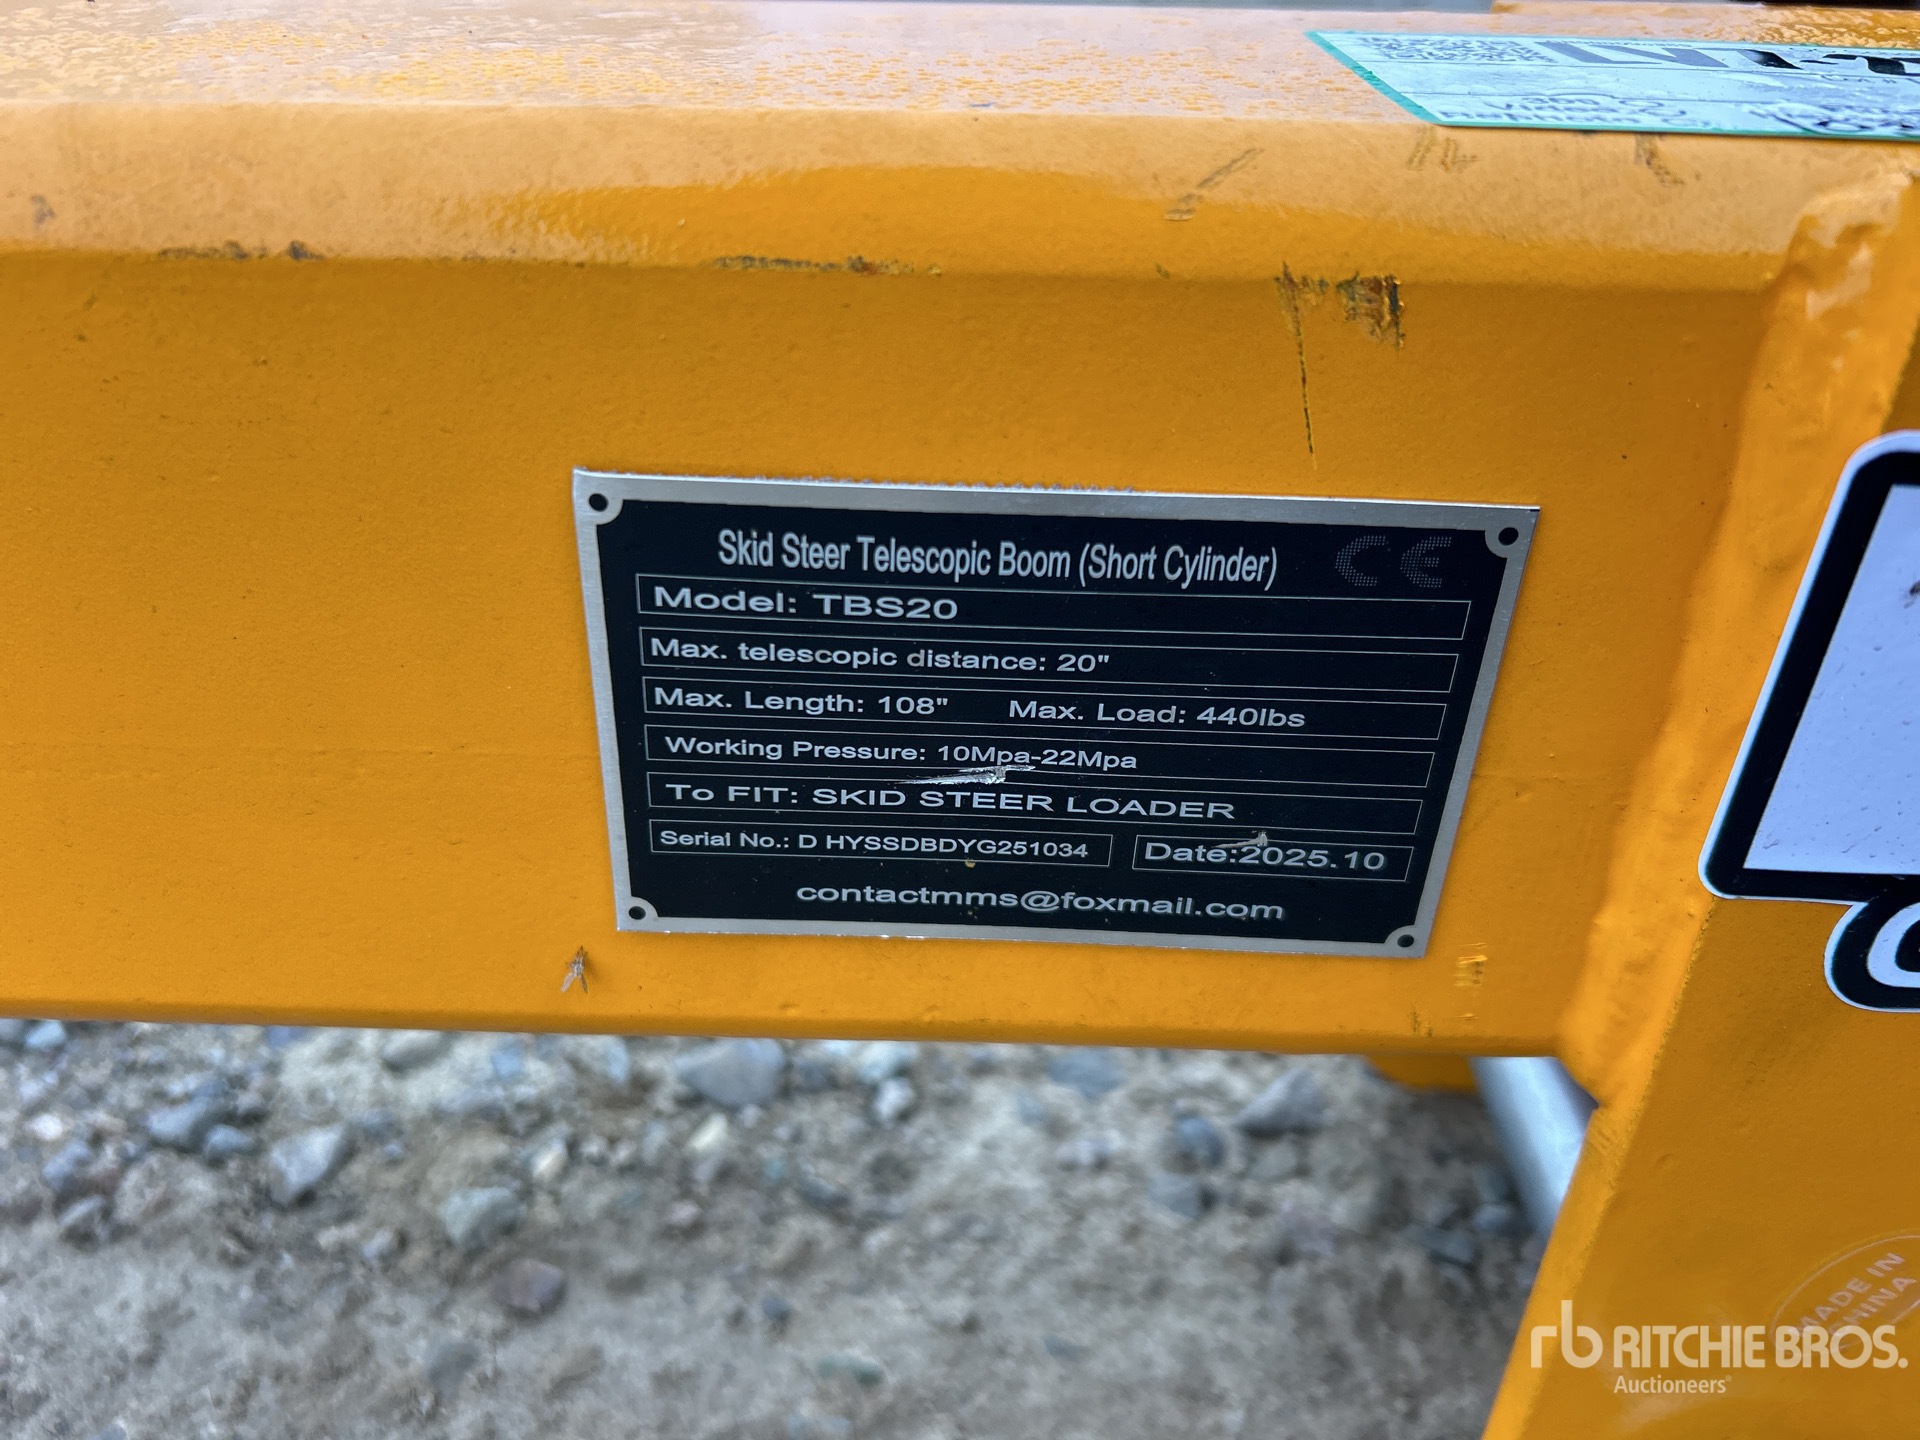 Skid Steer Telescopic Boom (Short Cylinder) CE
Model: TBS20
Max. telescopic distance: 20"
Max. Length: 108" Max. Load: 440lbs
Working Pressure: 10Mpa-22Mpa
To FIT: SKID STEER LOADER
Serial No.: D HYSSDBDYG251034 Date:2025.10
contactmms@foxmail.com
MADE IN
CHINA
rb RITCHIE BROS.
Auctioneers